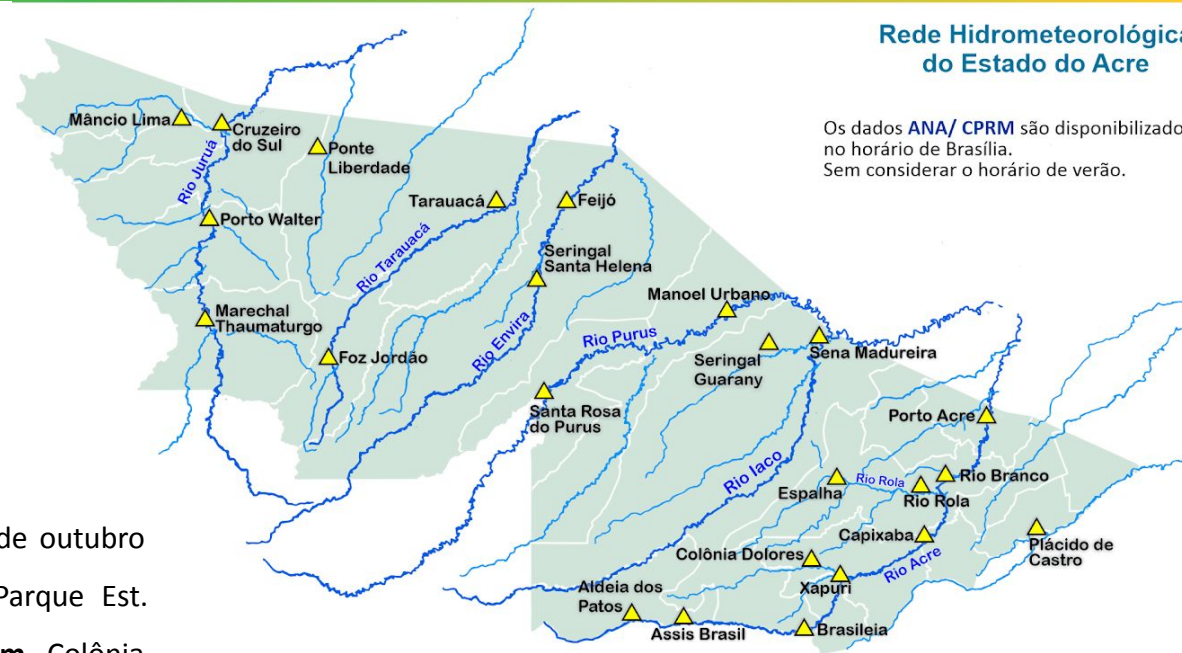 Rede Hidrometeorológica
do Estado do Acre
Os dados ANA/ CPRM são disponibilizado
no horário de Brasília.
Sem considerar o horário de verão.
Mâncio Lima
Cruzeiro
do Sul
Ponte
Liberdade
Rio Juruá
Porto Walter
Tarauacá
Feijó
Rio Tarauacá
Seringal
Santa Helena
Marechal
Thaumaturgo
Foz Jordão
Rio Envira
Manoel Urbano
Rio Purus
Seringal
Guarany
Sena Madureira
Santa Rosa
do Purus
Porto Acre
Rio Iaco
Espalha
Rio Rola
Rio Rola
Rio Branco
Capixaba
Plácido de
Castro
Colônia Dolores
Rio Acre
Xapuri
Aldeia dos
Patos
Assis Brasil
Brasileia
de outubro
Parque Est.
m Colônia